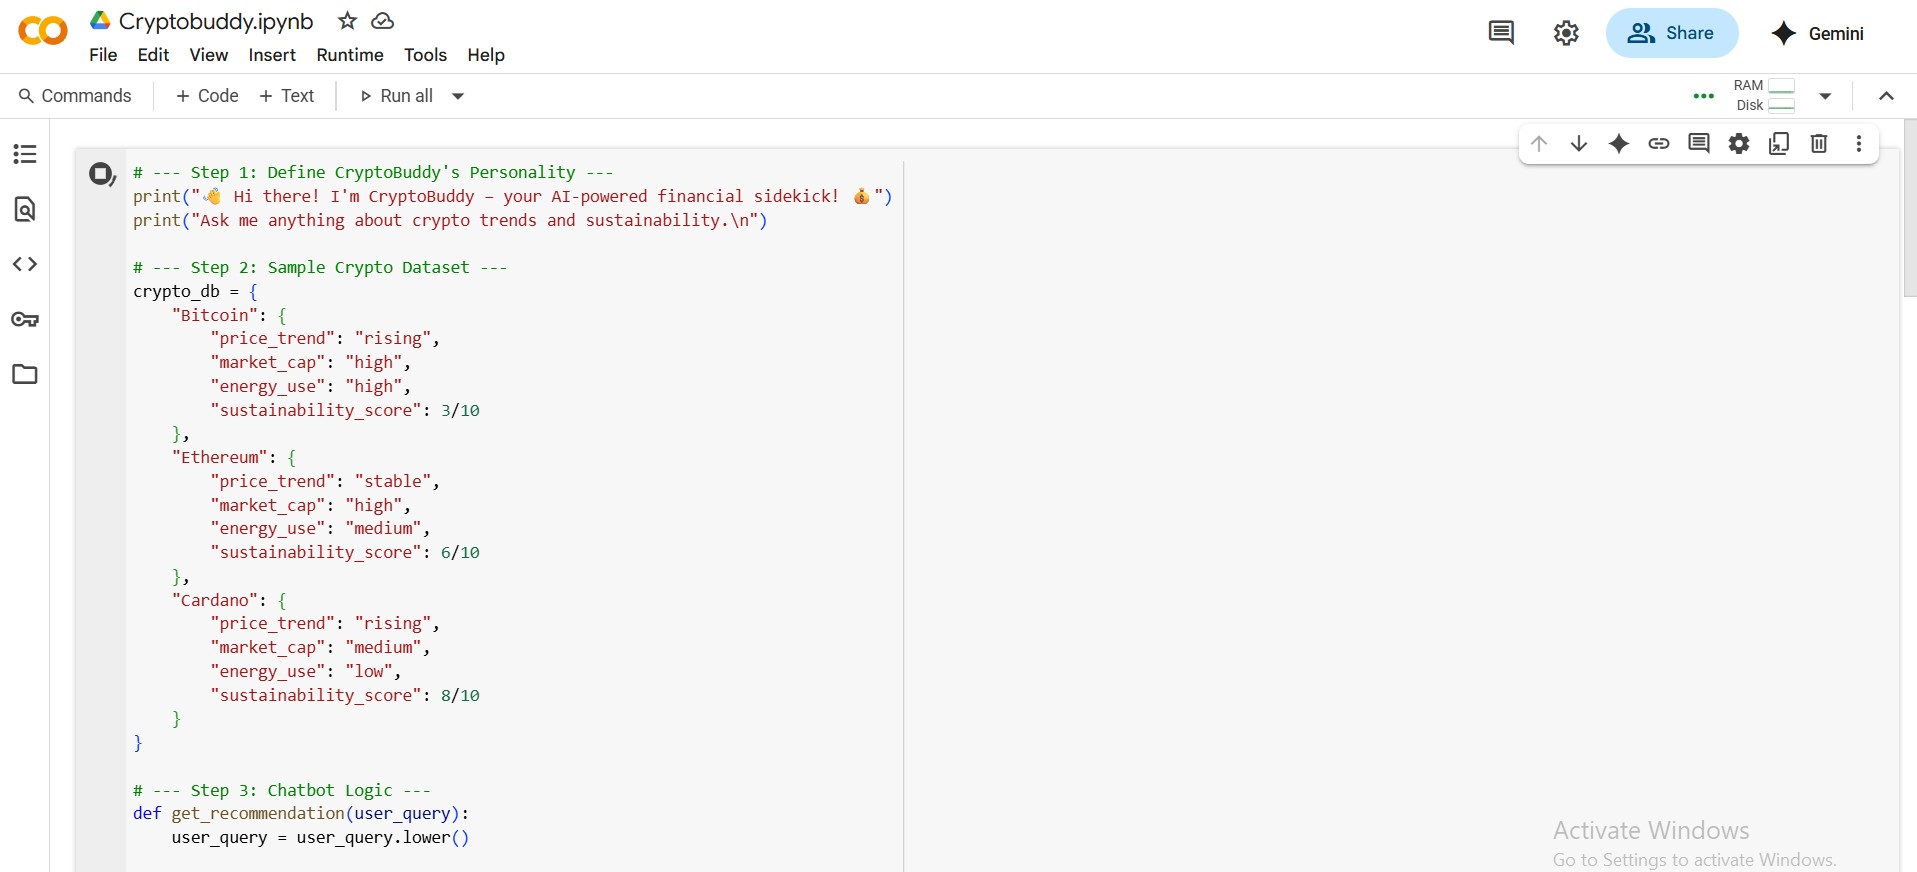 Cryptobuddy.ipynb
File Edit View Insert Runtime Tools Help
Share
Gemini
Commands + Code + Text Run all
RAM
Disk
# --- Step 1: Define CryptoBuddy's Personality ---
print("👋 Hi there! I'm CryptoBuddy – your AI-powered financial sidekick! 💰")
print("Ask me anything about crypto trends and sustainability.\n")
# --- Step 2: Sample Crypto Dataset ---
crypto_db = {
    "Bitcoin": {
        "price_trend": "rising",
        "market_cap": "high",
        "energy_use": "high",
        "sustainability_score": 3/10
    },
    "Ethereum": {
        "price_trend": "stable",
        "market_cap": "high",
        "energy_use": "medium",
        "sustainability_score": 6/10
    },
    "Cardano": {
        "price_trend": "rising",
        "market_cap": "medium",
        "energy_use": "low",
        "sustainability_score": 8/10
    }
}
# --- Step 3: Chatbot Logic ---
def get_recommendation(user_query):
    user_query = user_query.lower()
Activate Windows
Go to Settings to activate Windows.